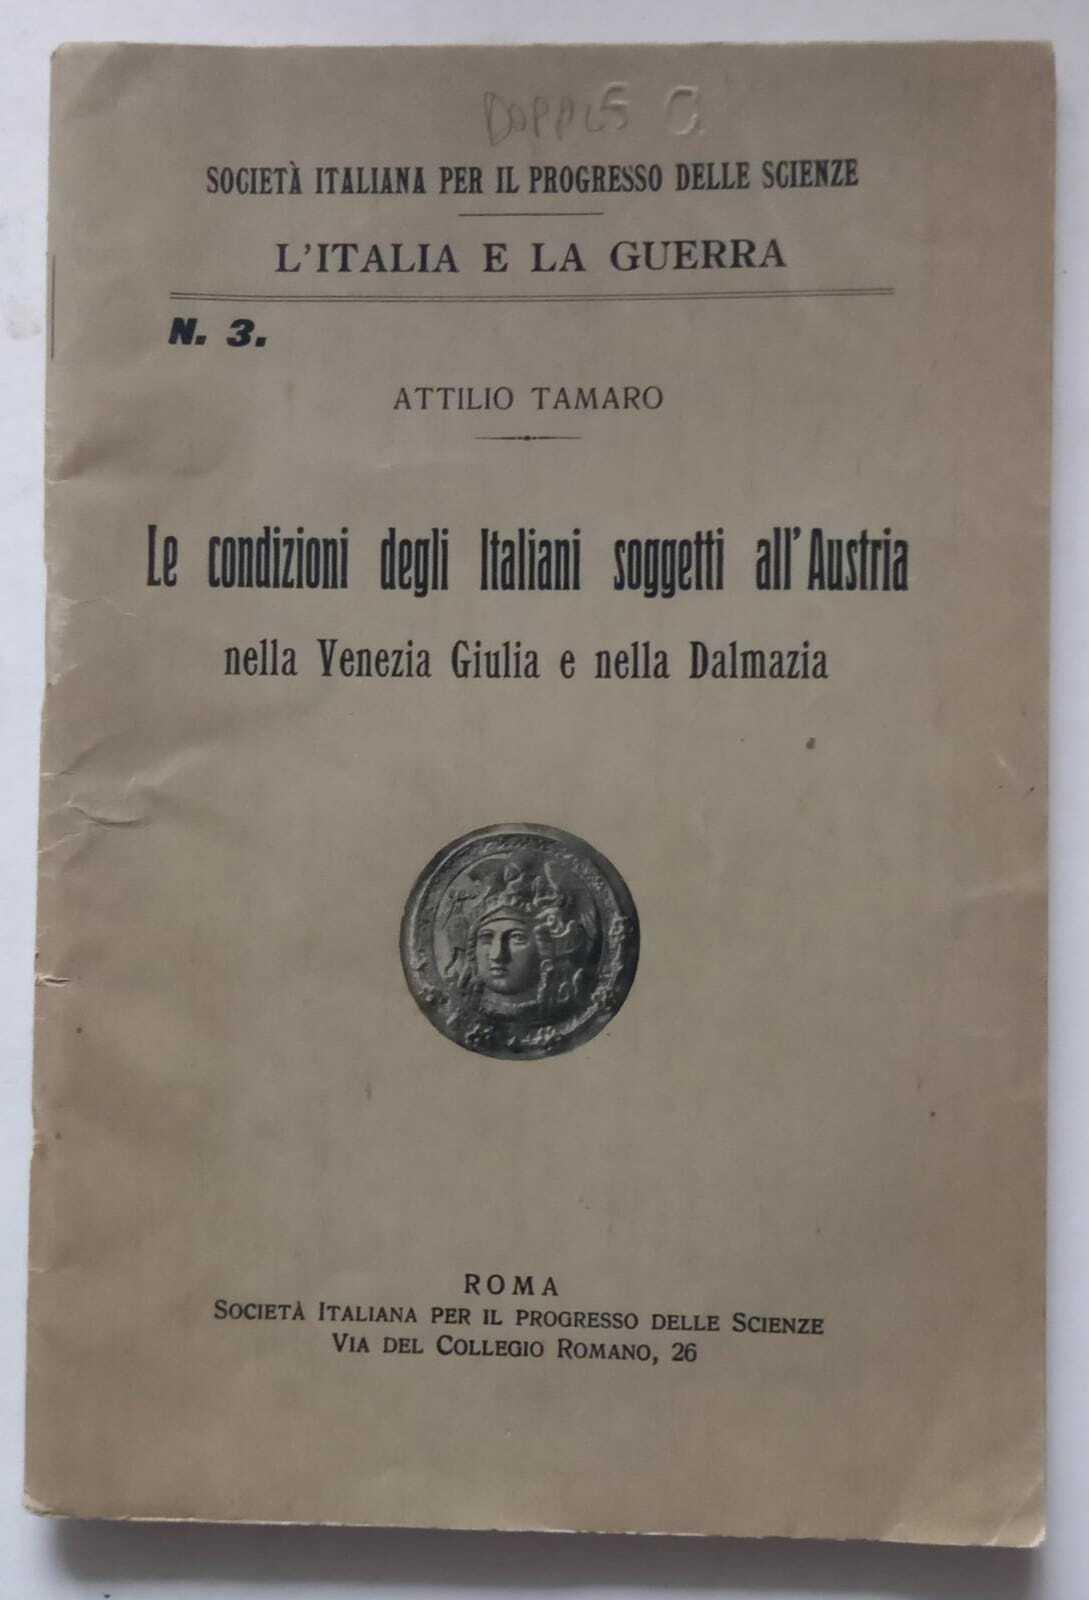 SOCIETÀ ITALIANA PER IL PROGRESSO DELLE SCIENZE
L'ITALIA E LA GUERRA
N. 3.
ATTILIO TAMARO
Le condizioni degli Italiani soggetti all'Austria
nella Venezia Giulia e nella Dalmazia
ROMA
SOCIETÀ ITALIANA PER IL PROGRESSO DELLE SCIENZE
VIA DEL COLLEGIO ROMANO, 26